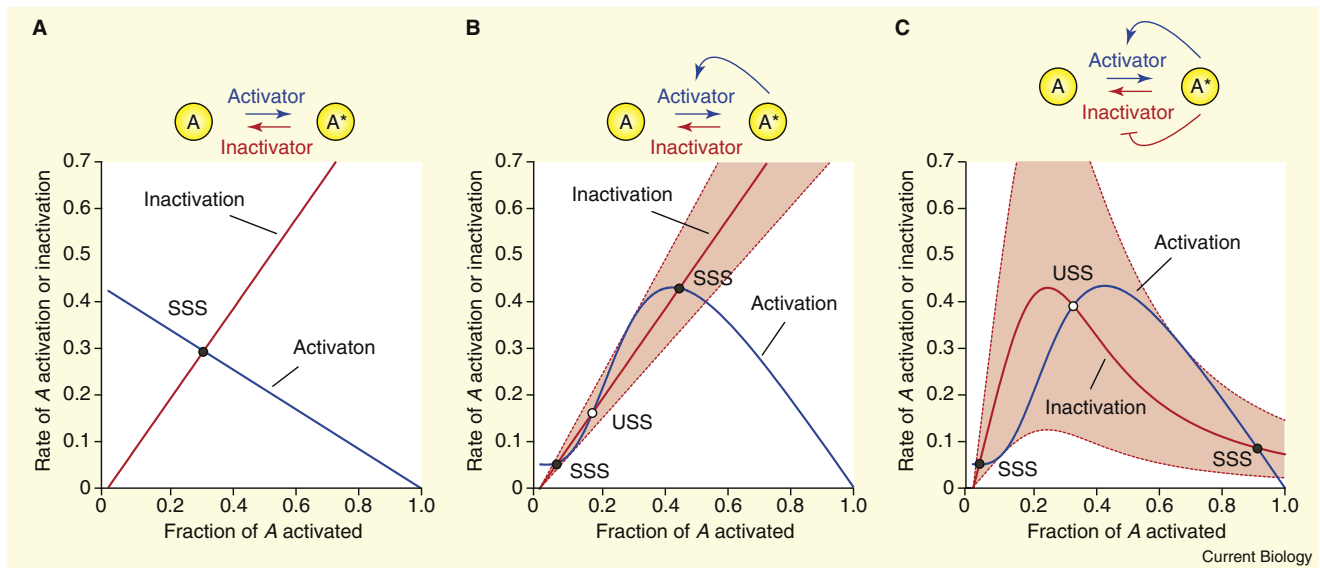 A
Activator
A
A*
Inactivator
0.7
0.6
0.5
0.4
0.3
0.2
0.1
0
Rate of A activation or inactivation
Inactivation
SSS
Activaton
0
0.2
0.4
0.6
0.8
1.0
Fraction of A activated
B
Activator
A
A*
Inactivator
0.7
0.6
0.5
0.4
0.3
0.2
0.1
0
Rate of A activation or inactivation
Inactivation
SSS
Activation
USS
SSS
0
0.2
0.4
0.6
0.8
1.0
Fraction of A activated
C
Activator
A
A*
Inactivator
0.7
0.6
0.5
0.4
0.3
0.2
0.1
0
Rate of A activation or inactivation
Activation
USS
Inactivation
SSS
SSS
0
0.2
0.4
0.6
0.8
1.0
Fraction of A activated
Current Biology